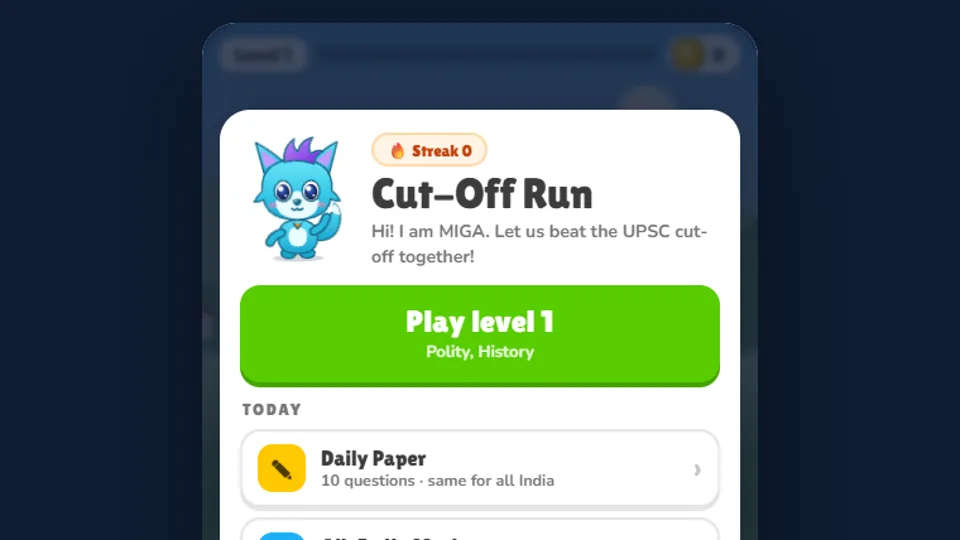 Streak 0
Cut-Off Run
Hi! I am MIGA. Let us beat the UPSC cut-
off together!
Play level 1
Polity, History
TODAY
Daily Paper
10 questions · same for all India